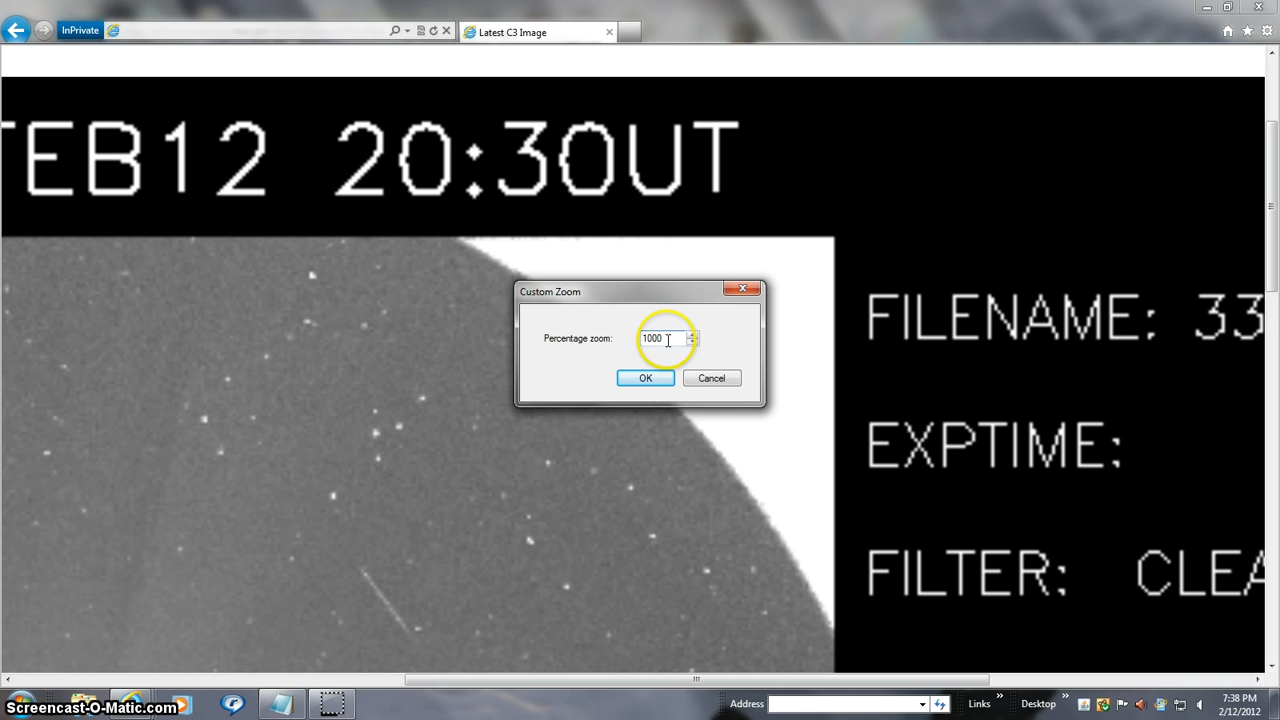 InPrivate
Latest C3 Image
FEB12 20:30UT
Custom Zoom
Percentage zoom: 1000
OK Cancel
FILENAME: 33
EXPTIME:
FILTER: CLEA
Screencast-O-Matic.com
Address
Links »
Desktop »
7:38 PM
2/12/2012